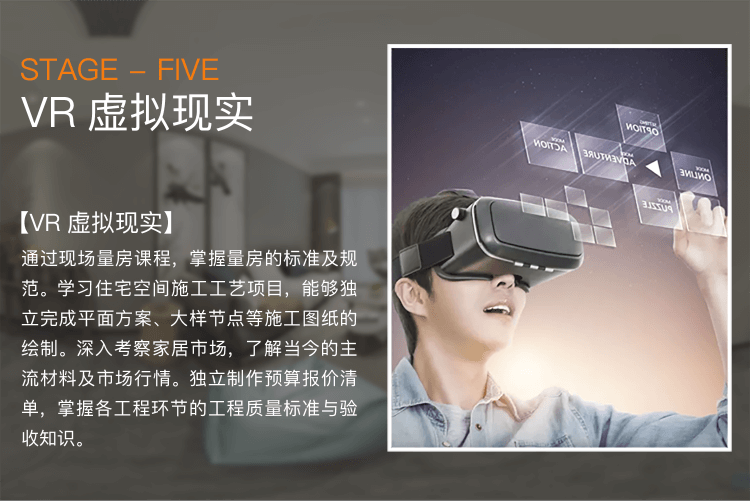 STAGE – FIVE
VR 虚拟现实
【VR 虚拟现实】
通过现场量房课程，掌握量房的标准及规
范。学习住宅空间施工工艺项目，能够独
立完成平面方案、大样节点等施工图纸的
绘制。深入考察家居市场，了解当今的主
流材料及市场行情。独立制作预算报价清
单，掌握各工程环节的工程质量标准与验
收知识。
SETTING
OPTION
MODE
ACTION
MODE
ADVENTURE
MODE
ONLINE
MODE
PUZZLE